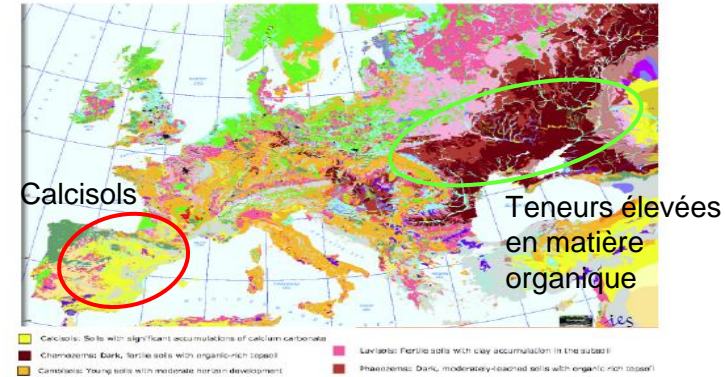 Calcisols
Teneurs élevées
en matière
organique
ies
Calcisols: Soils with significant accumulations of calcium carbonate
Chernozems: Dark, fertile soils with organic-rich topsoil
Cambisols: Young soils with moderate horizon development
Luvisols: Fertile soils with clay accumulation in the subsoil
Phaeozems: Dark, moderately-leached soils with organic rich topsoil